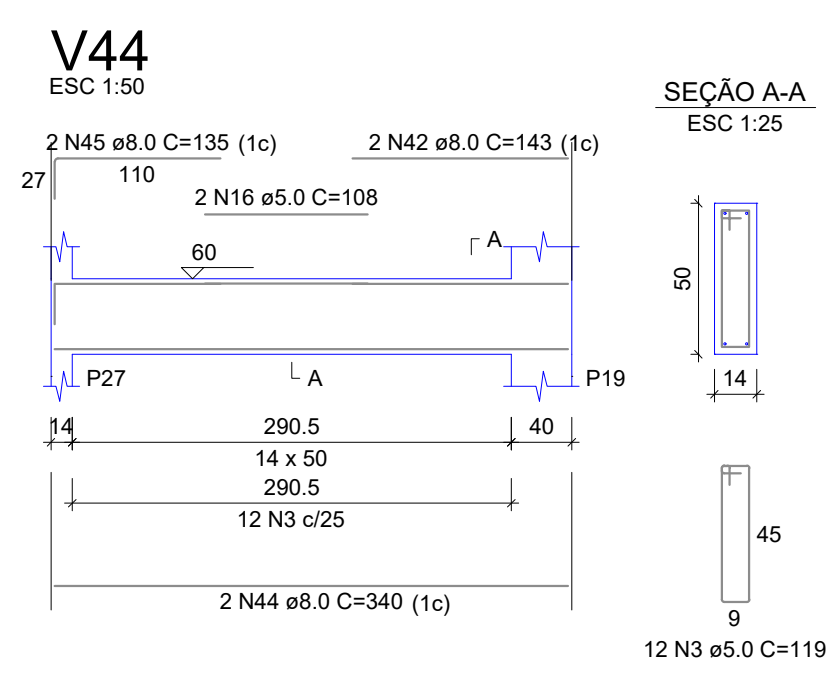 V44
ESC 1:50
SEÇÃO A-A
ESC 1:25
2 N45 ø8.0 C=135 (1c)
2 N42 ø8.0 C=143 (1c)
27
110
2 N16 ø5.0 C=108
A
60
50
A
P27
P19
14
14
290.5
40
14 x 50
290.5
12 N3 c/25
45
2 N44 ø8.0 C=340 (1c)
9
12 N3 ø5.0 C=119